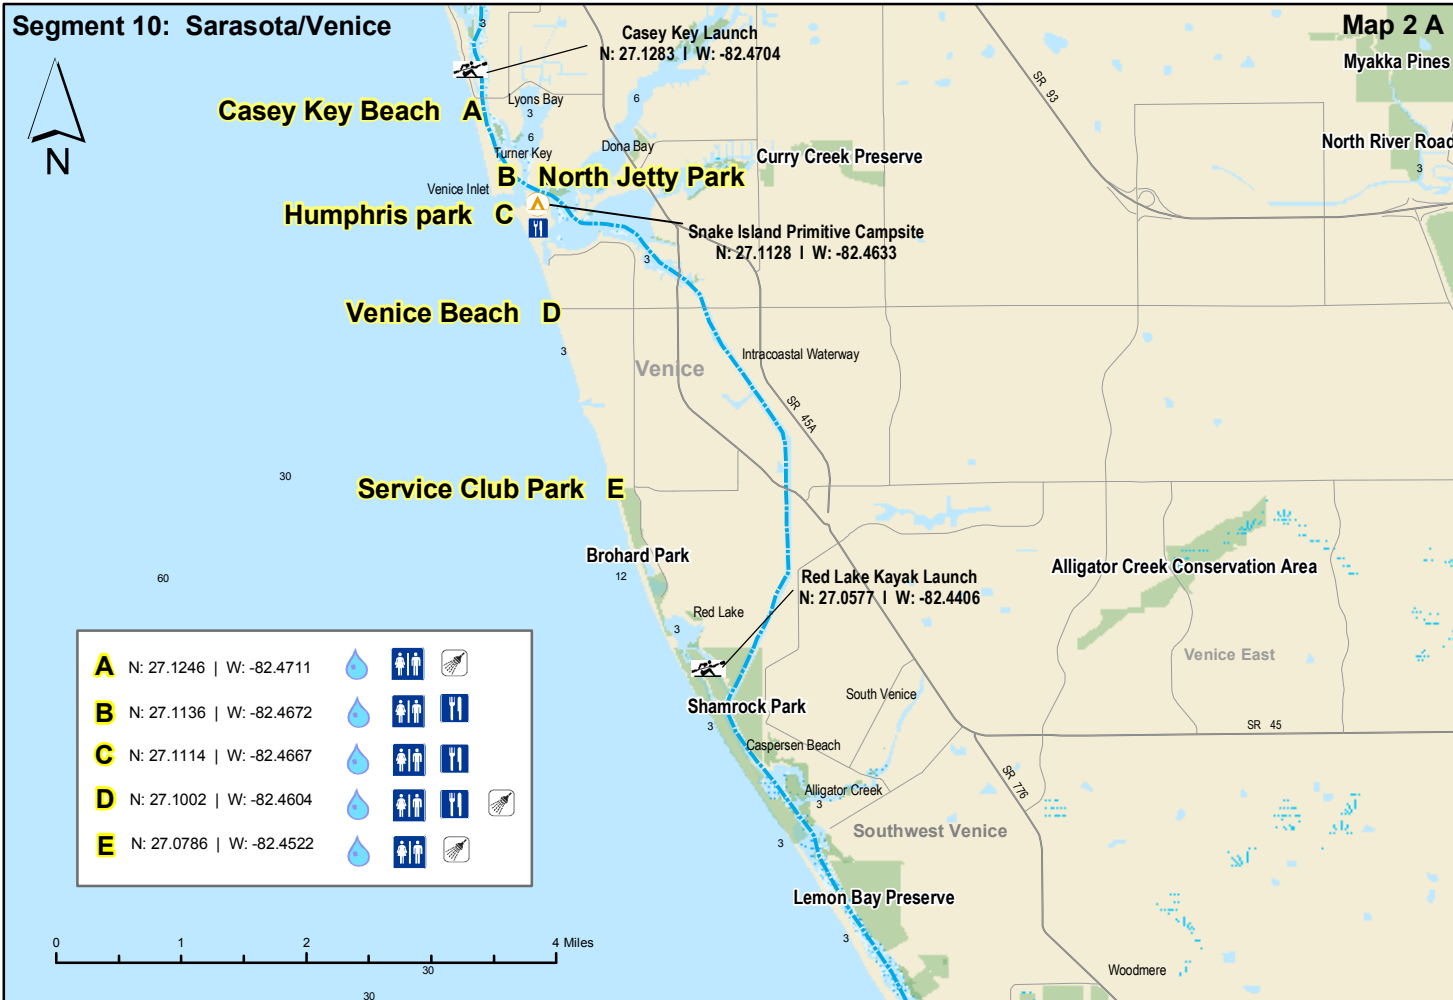 Segment 10: Sarasota/Venice
Map 2 A
3
Casey Key Launch
N: 27.1283 I W: -82.4704
Myakka Pines
SR 93
Casey Key Beach A
Lyons Bay
3
6
6
North River Road
3
Turner Key
Dona Bay
Curry Creek Preserve
N
Venice Inlet
B North Jetty Park
Humphris park C
Snake Island Primitive Campsite
N: 27.1128 I W: -82.4633
3
Venice Beach D
3
Intracoastal Waterway
Venice
SR 45A
30
Service Club Park E
Brohard Park
12
60
Red Lake Kayak Launch
N: 27.0577 I W: -82.4406
Alligator Creek Conservation Area
Red Lake
3
Venice East
South Venice
Shamrock Park
3
SR 45
Caspersen Beach
SR 776
Alligator Creek
3
Southwest Venice
3
Lemon Bay Preserve
3
Woodmere
A N: 27.1246 | W: -82.4711
B N: 27.1136 | W: -82.4672
C N: 27.1114 | W: -82.4667
D N: 27.1002 | W: -82.4604
E N: 27.0786 | W: -82.4522
0 1 2 4 Miles
30
30